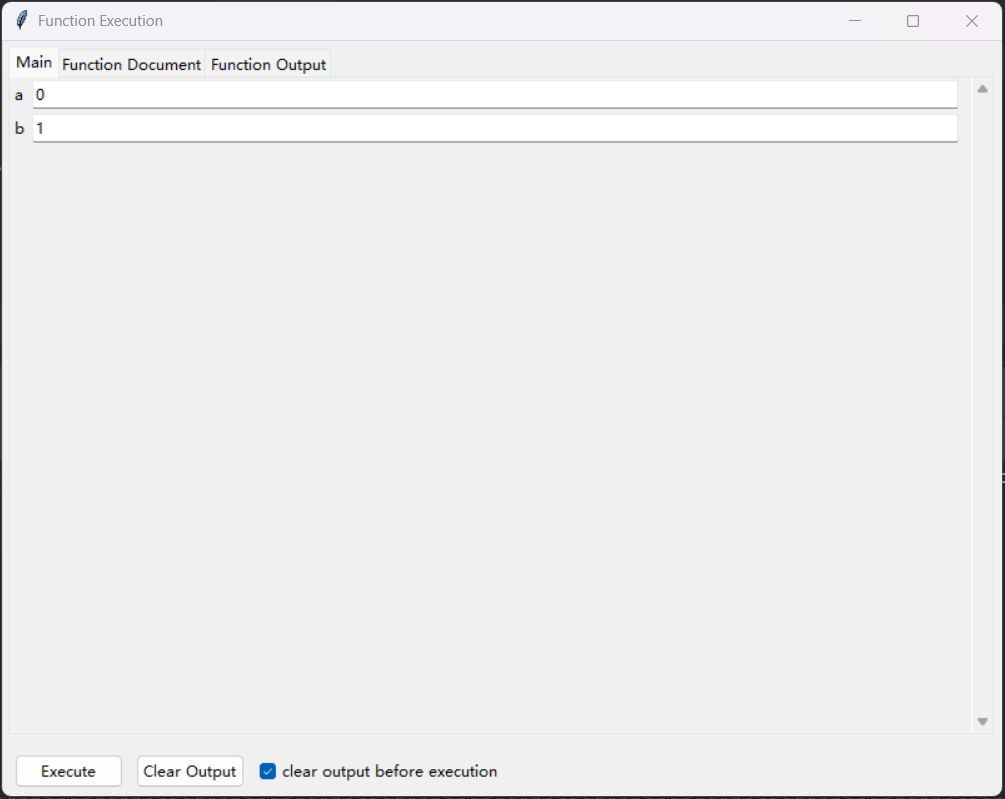 Function Execution
Main Function Document Function Output
a 0
b 1
Execute Clear Output clear output before execution